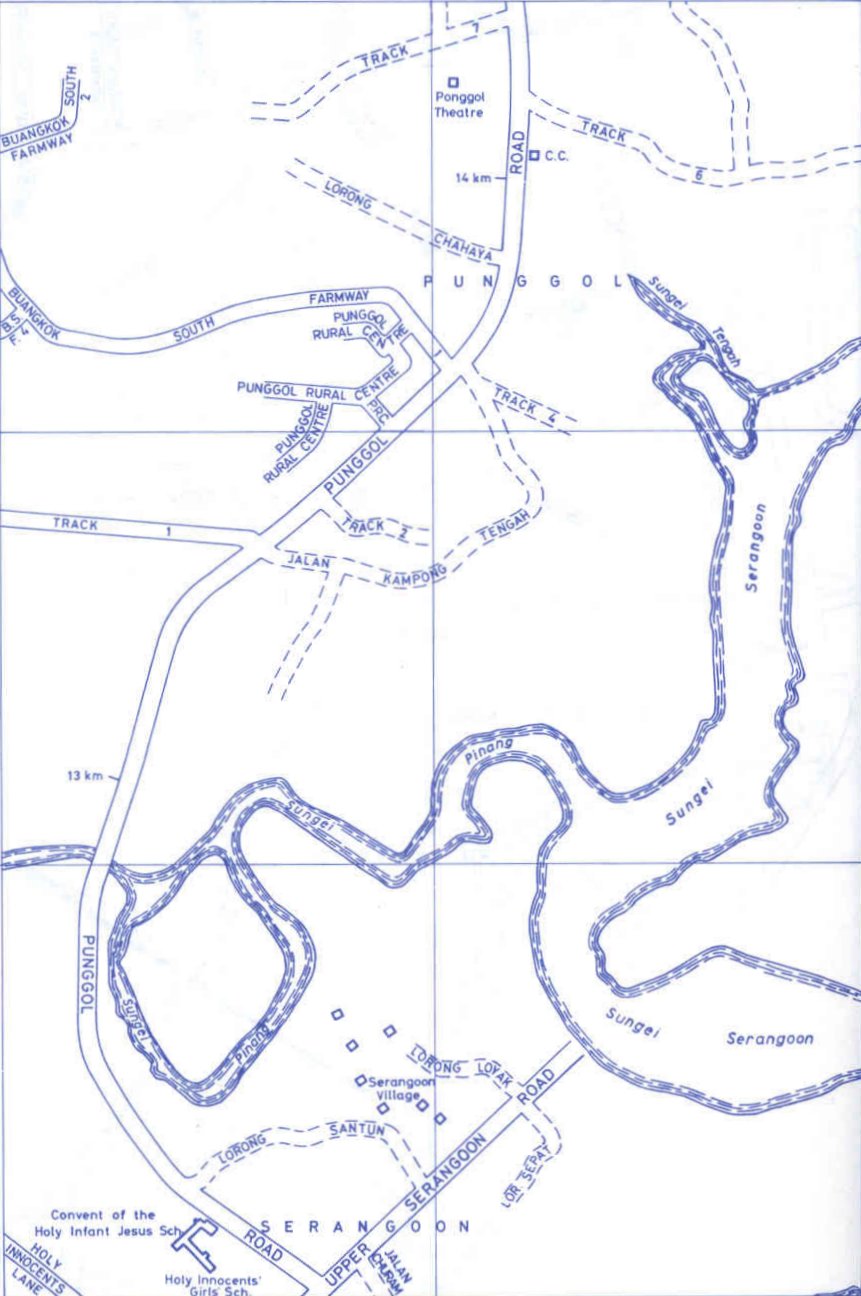 TRACK 7
SOUTH 2
BUANGKOK
FARMWAY
Ponggol
Theatre
ROAD
TRACK 6
C.C.
14 km
LORONG CHAHAYA
PUNGGOL
Sungei Tengah
BUANGKOK SOUTH FARMWAY 1
B.S.
F. 4
PUNGGOL
RURAL CENTRE
PUNGGOL RURAL CENTRE
PRC
PUNGGOL
RURAL CENTRE
TRACK 4
PUNGGOL
TRACK 1
TRACK 2
JALAN KAMPONG TENGAH
Serangoon
Sungei
Pinang
Sungei
13 km
PUNGGOL
Sungei
Pinang
Sungei Serangoon
LORONG LOYAK
Serangoon
Village
LORONG SANTUN
UPPER SERANGOON ROAD
LOR. SEPAT
SERANGOON
ROAD
JALAN
CHURAM
Convent of the
Holy Infant Jesus Sch.
Holy Innocents'
Girls' Sch.
HOLY
INNOCENTS
LANE